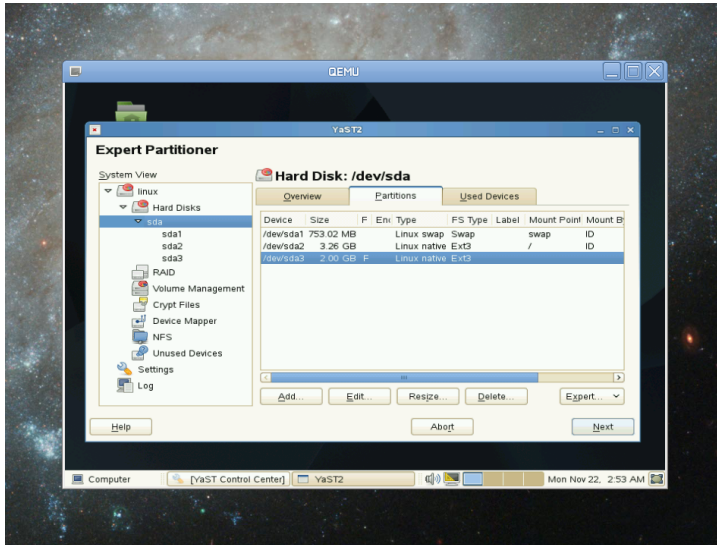 QEMU
YaST2
Expert Partitioner
System View
linux
Hard Disks
sda
sda1
sda2
sda3
RAID
Volume Management
Crypt Files
Device Mapper
NFS
Unused Devices
Settings
Log
Hard Disk: /dev/sda
Overview Partitions Used Devices
Device Size F Enc Type FS Type Label Mount Point Mount B
/dev/sda1 753.02 MB Linux swap Swap swap ID
/dev/sda2 3.26 GB Linux native Ext3 / ID
/dev/sda3 2.00 GB F Linux native Ext3
Add... Edit... Resize... Delete... Expert...
Help Abort Next
Computer [YaST Control Center] YaST2 Mon Nov 22, 2:53 AM